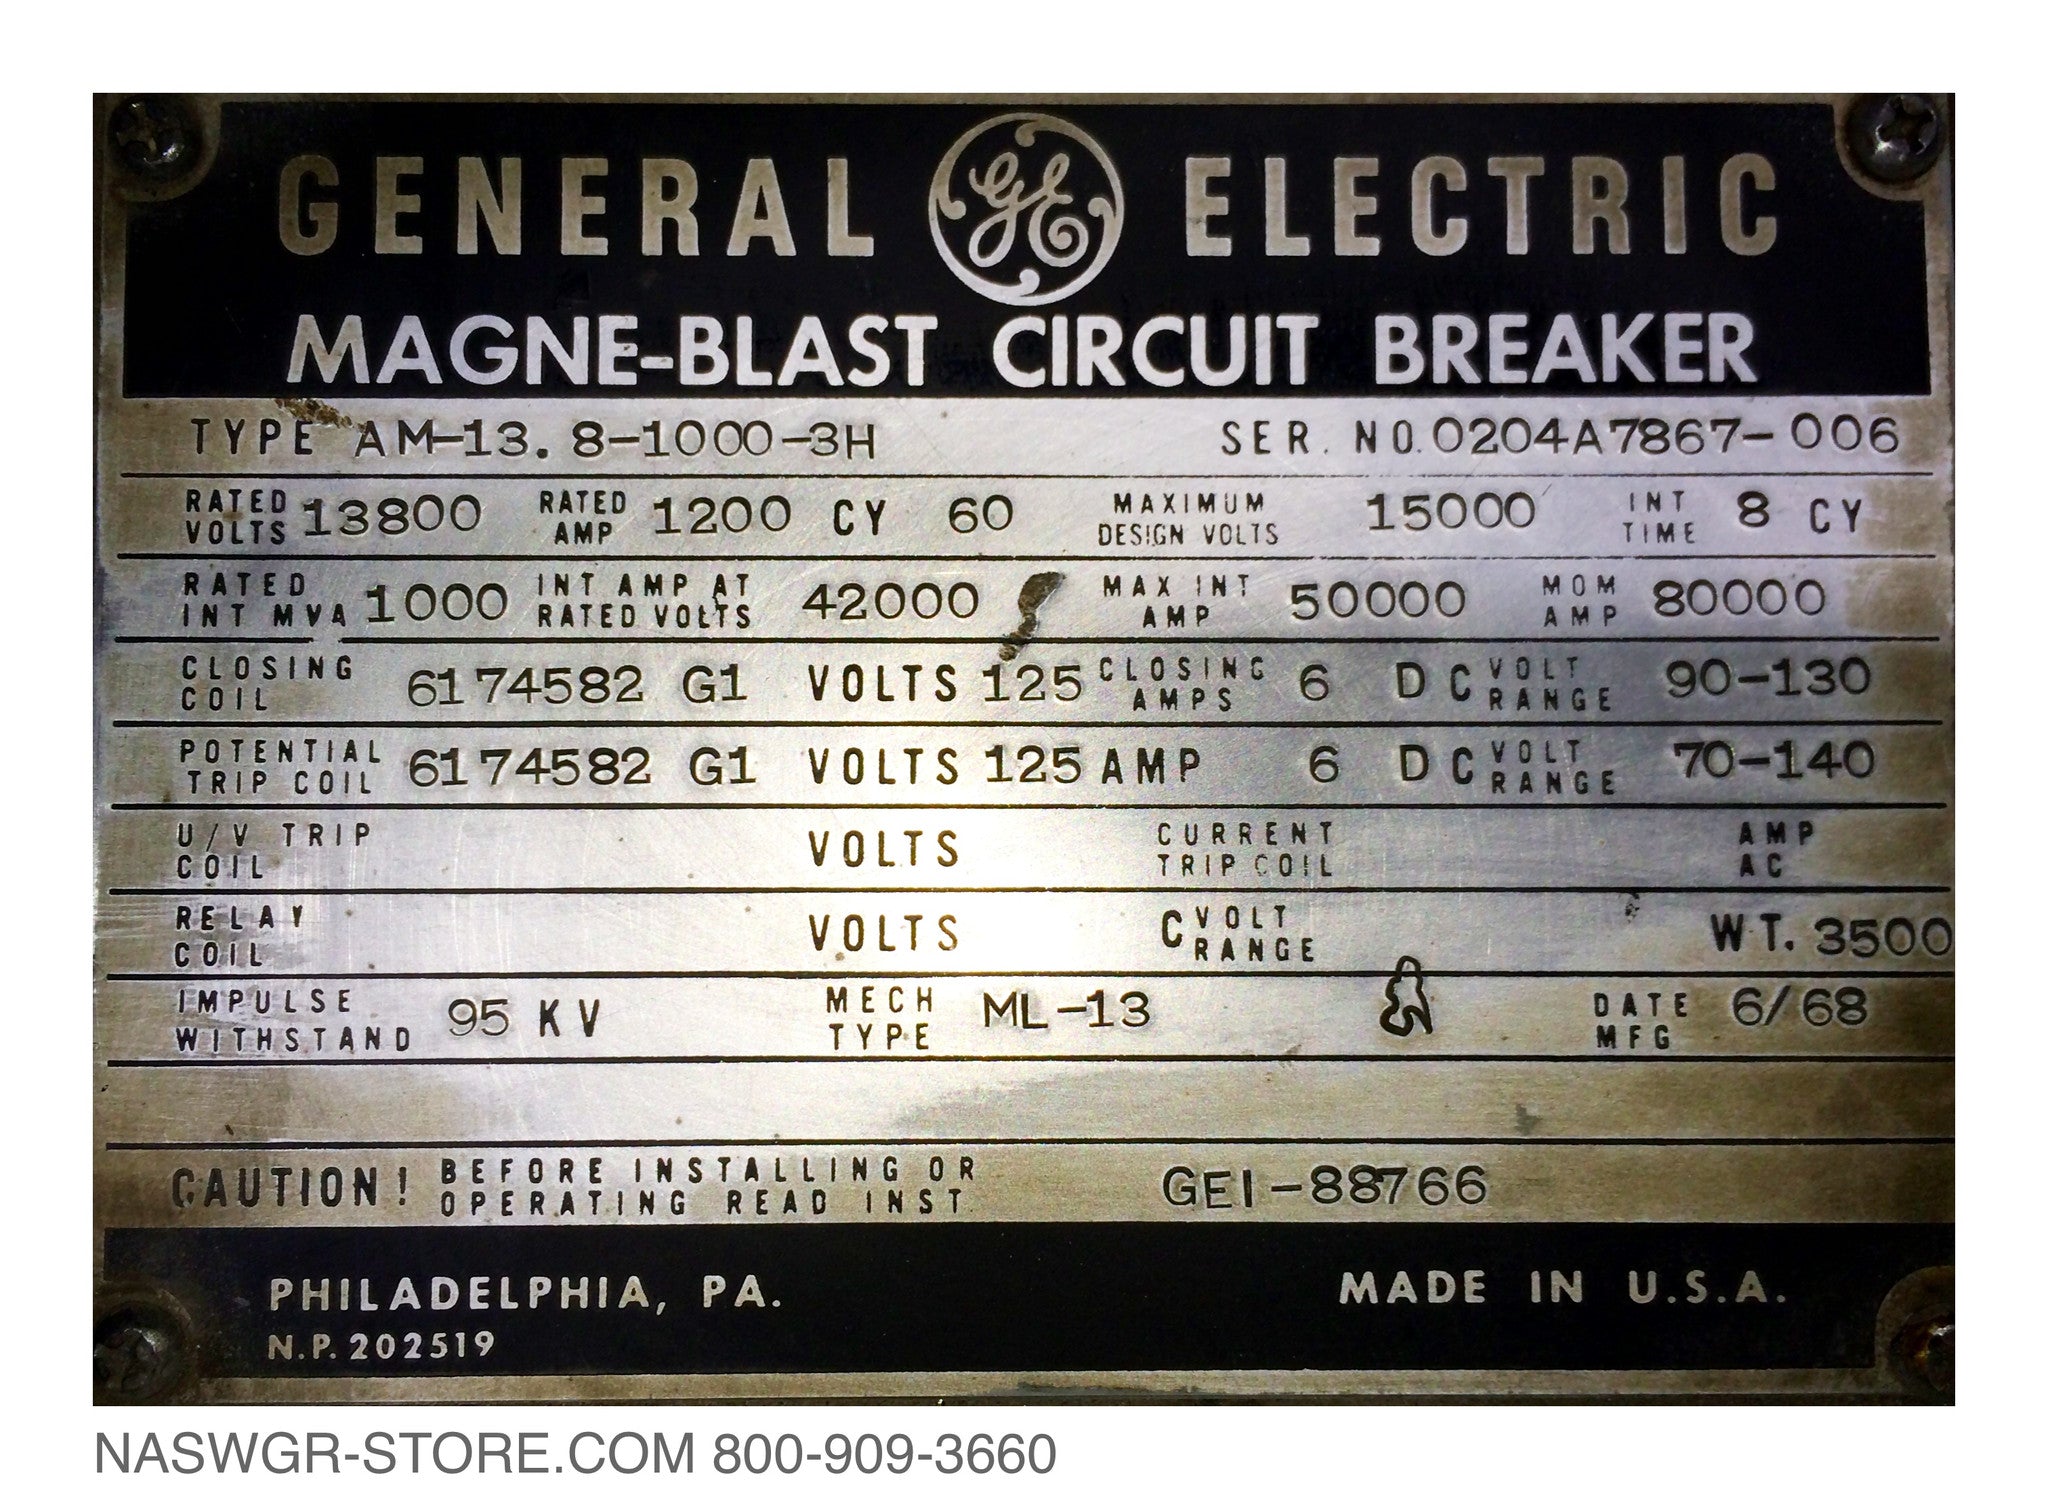 GENERAL GE ELECTRIC
MAGNE-BLAST CIRCUIT BREAKER
TYPE AM-13.8-1000-3H SER. NO. 0204A7867-006
RATED VOLTS 13800 RATED AMP 1200 CY 60 MAXIMUM DESIGN VOLTS 15000 INT TIME 8 CY
RATED INT MVA 1000 INT AMP AT RATED VOLTS 42000 MAX INT AMP 50000 MOM AMP 80000
CLOSING COIL 6174582 G1 VOLTS 125 CLOSING AMPS 6 DC VOLT RANGE 90-130
POTENTIAL TRIP COIL 6174582 G1 VOLTS 125 AMP 6 DC VOLT RANGE 70-140
U/V TRIP COIL VOLTS CURRENT TRIP COIL AMP AC
RELAY COIL VOLTS C VOLT RANGE WT. 3500
IMPULSE WITHSTAND 95 KV MECH TYPE ML-13 DATE MFG 6/68
CAUTION! BEFORE INSTALLING OR OPERATING READ INST. GEI-88766
PHILADELPHIA, PA. MADE IN U.S.A.
N.P. 202519
NASWGR-STORE.COM 800-909-3660